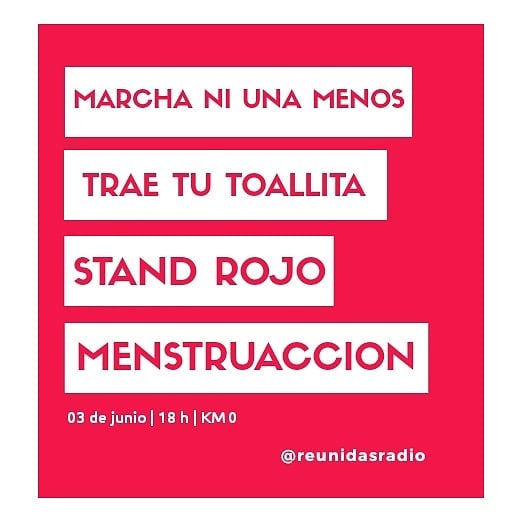 MARCHA NI UNA MENOS
TRAE TU TOALLITA
STAND ROJO
MENSTRUACCION
03 de junio | 18 h | KM 0
@reunidasradio